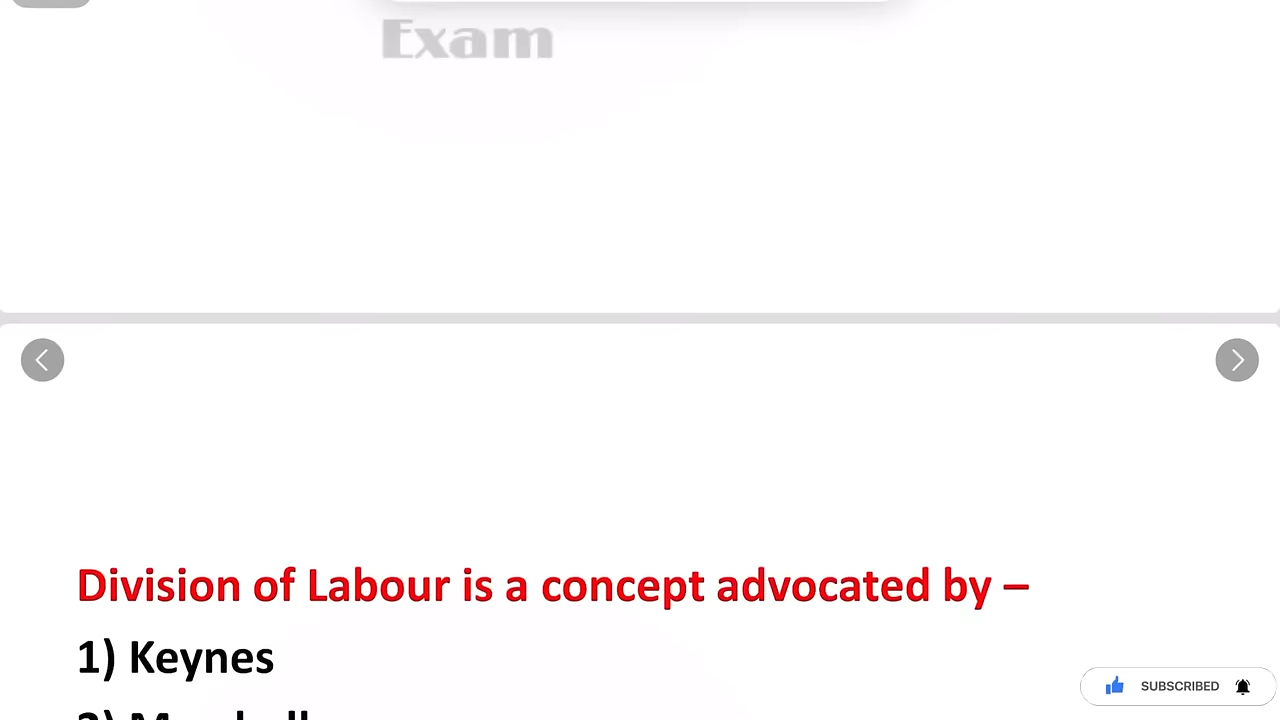 Exam
Division of Labour is a concept advocated by –
1) Keynes
SUBSCRIBED